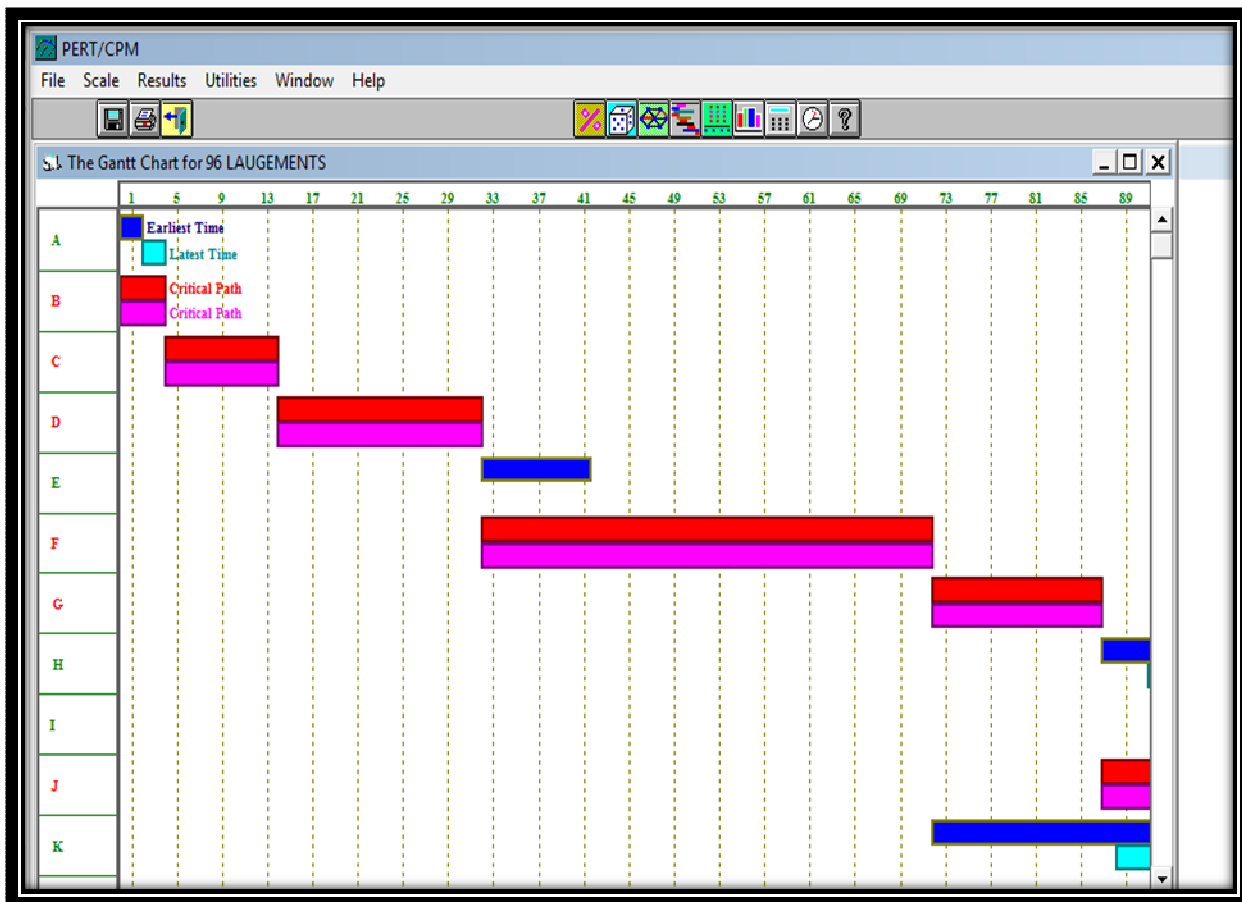 PERT/CPM
File Scale Results Utilities Window Help
% ?
The Gantt Chart for 96 LAUGEMENTS
1 5 9 13 17 21 25 29 33 37 41 45 49 53 57 61 65 69 73 77 81 85 89
A Earliest Time
Latest Time
B Critical Path
Critical Path
C
D
E
F
G
H
I
J
K